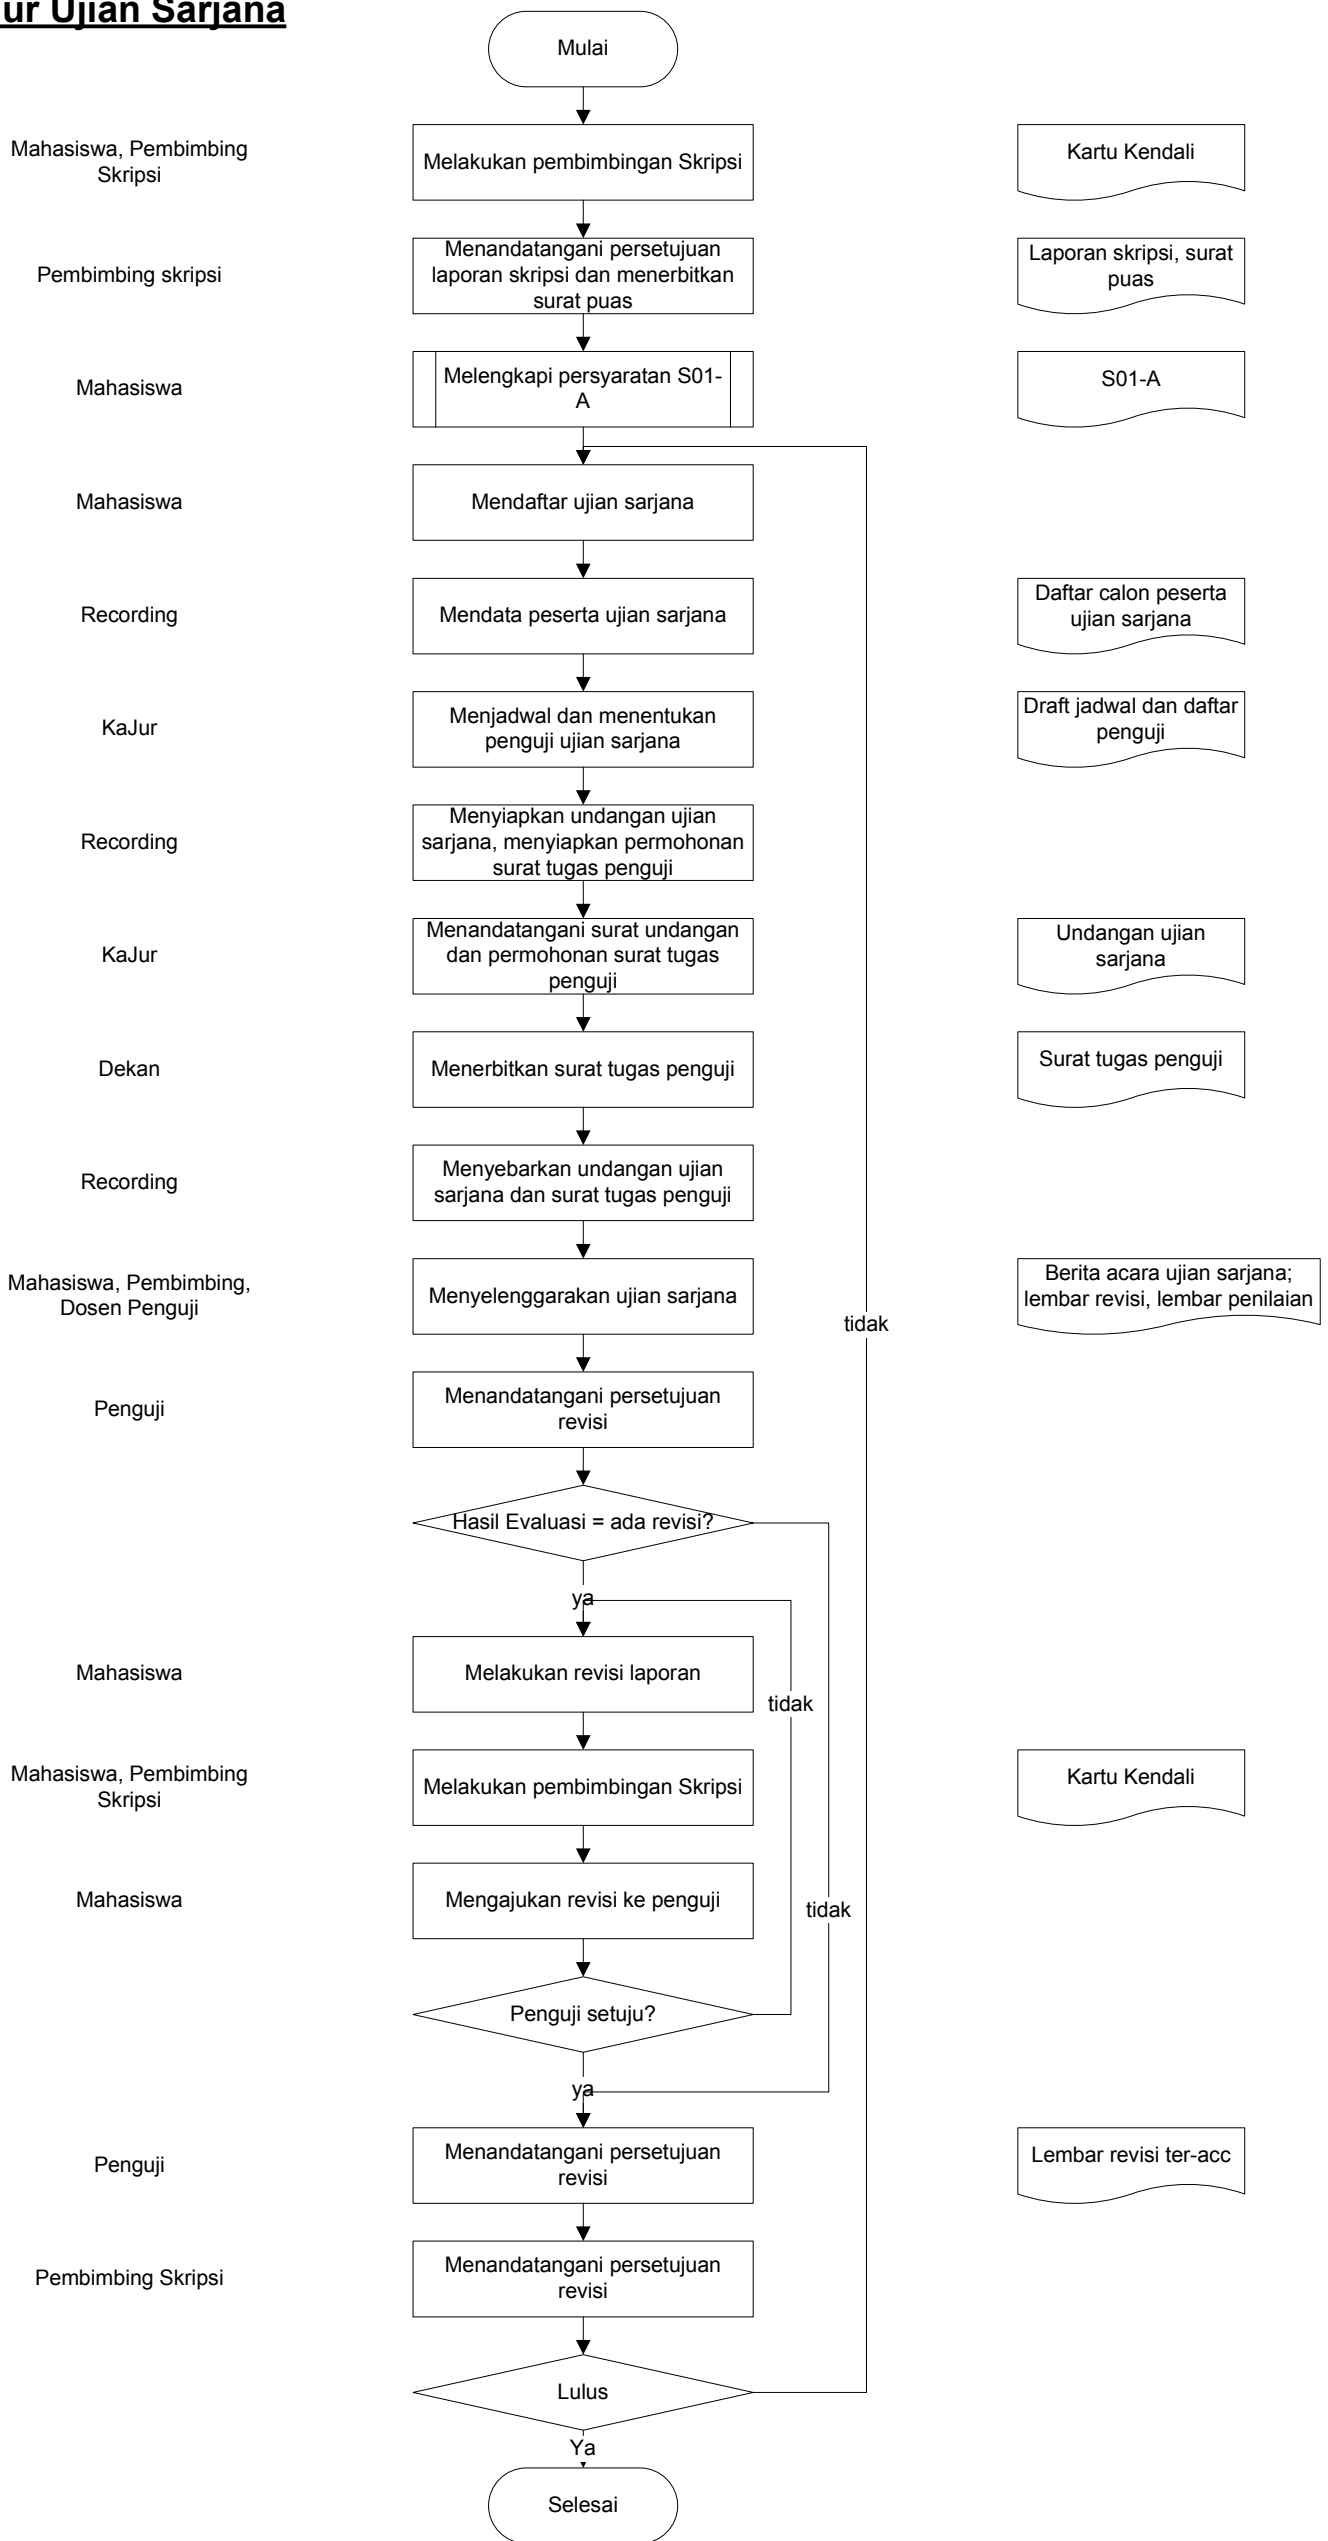 ur Ujian Sarjana
Mulai
Mahasiswa, Pembimbing
Skripsi
Melakukan pembimbingan Skripsi
Kartu Kendali
Pembimbing skripsi
Menandatangani persetujuan
laporan skripsi dan menerbitkan
surat puas
Laporan skripsi, surat
puas
Mahasiswa
Melengkapi persyaratan S01-
A
S01-A
Mahasiswa
Mendaftar ujian sarjana
Recording
Mendata peserta ujian sarjana
Daftar calon peserta
ujian sarjana
KaJur
Menjadwal dan menentukan
penguji ujian sarjana
Draft jadwal dan daftar
penguji
Recording
Menyiapkan undangan ujian
sarjana, menyiapkan permohonan
surat tugas penguji
KaJur
Menandatangani surat undangan
dan permohonan surat tugas
penguji
Undangan ujian
sarjana
Dekan
Menerbitkan surat tugas penguji
Surat tugas penguji
Recording
Menyebarkan undangan ujian
sarjana dan surat tugas penguji
Mahasiswa, Pembimbing,
Dosen Penguji
Menyelenggarakan ujian sarjana
Berita acara ujian sarjana;
lembar revisi, lembar penilaian
tidak
Penguji
Menandatangani persetujuan
revisi
Hasil Evaluasi = ada revisi?
ya
Mahasiswa
Melakukan revisi laporan
tidak
Mahasiswa, Pembimbing
Skripsi
Melakukan pembimbingan Skripsi
Kartu Kendali
Mahasiswa
Mengajukan revisi ke penguji
tidak
Penguji setuju?
ya
Penguji
Menandatangani persetujuan
revisi
Lembar revisi ter-acc
Pembimbing Skripsi
Menandatangani persetujuan
revisi
Lulus
Ya
Selesai